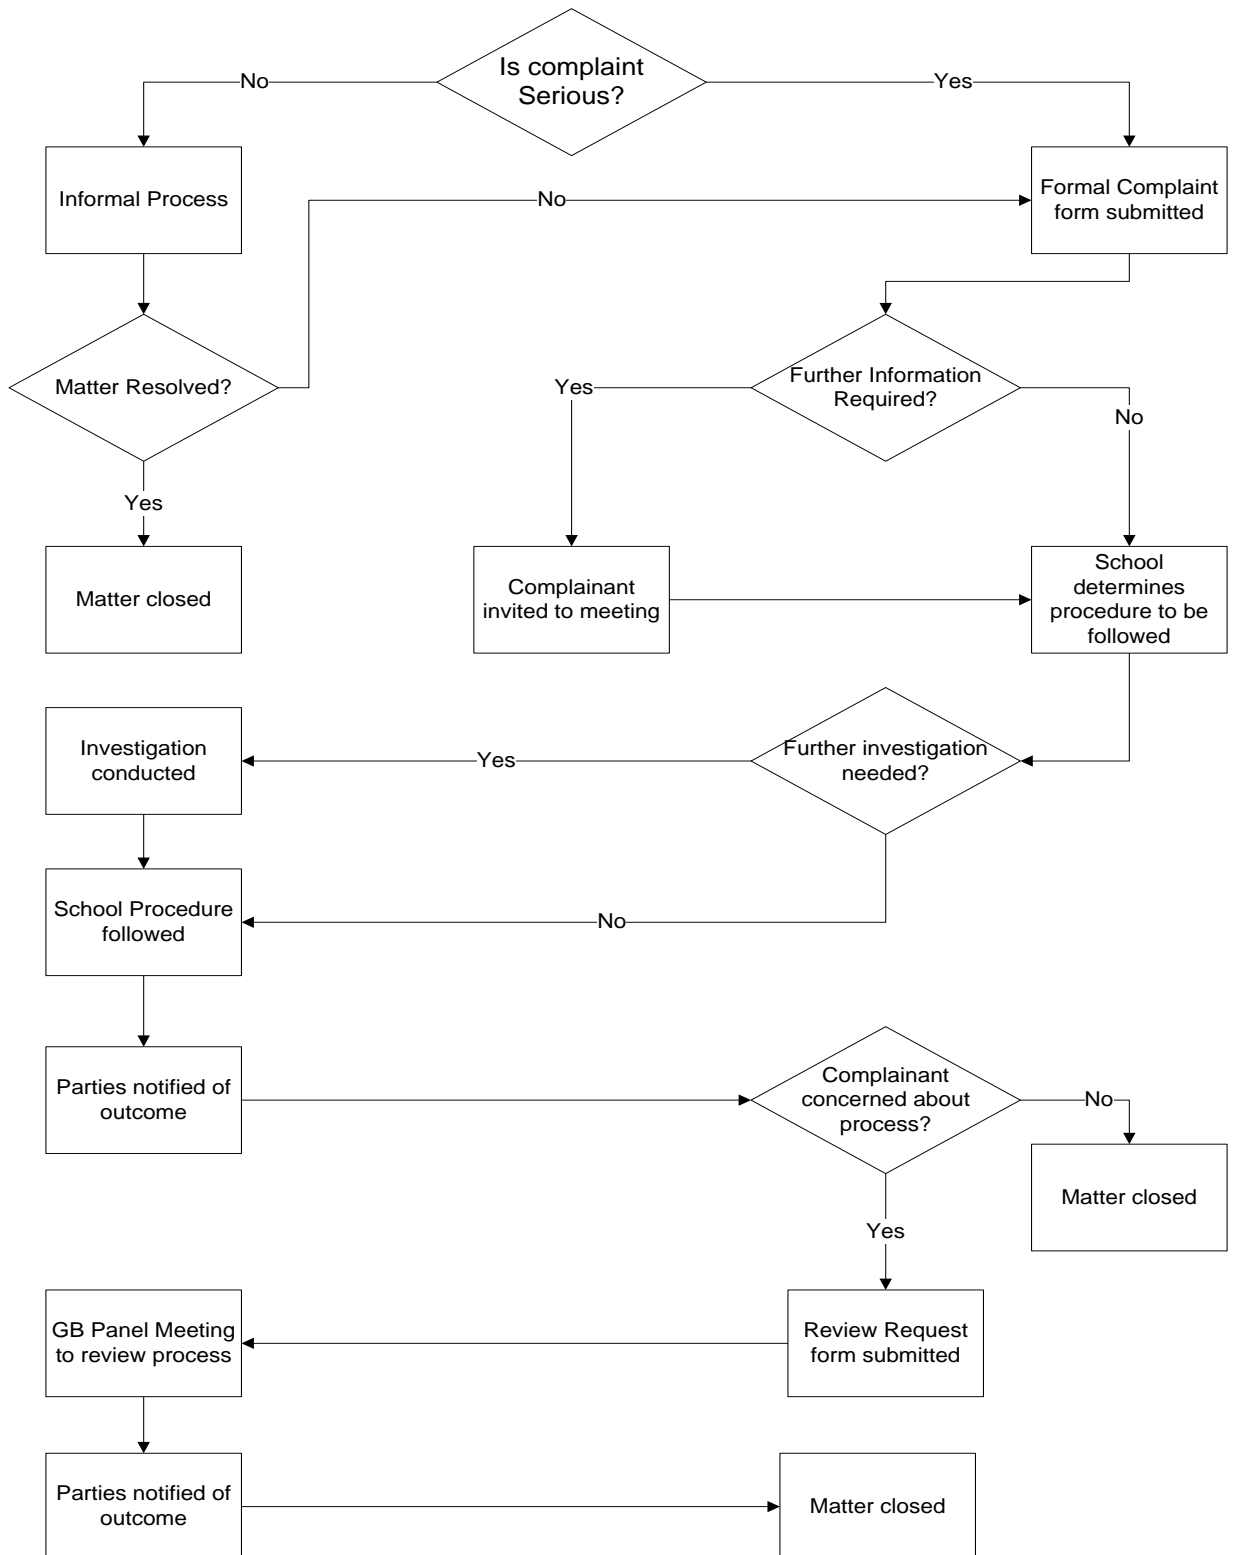 Is complaint
Serious?
No
Yes
Informal Process
Formal Complaint
form submitted
No
Matter Resolved?
Further Information
Required?
Yes
No
Yes
Matter closed
Complainant
invited to meeting
School
determines
procedure to be
followed
Investigation
conducted
Yes
Further investigation
needed?
School Procedure
followed
No
Parties notified of
outcome
Complainant
concerned about
process?
No
Matter closed
Yes
GB Panel Meeting
to review process
Review Request
form submitted
Parties notified of
outcome
Matter closed